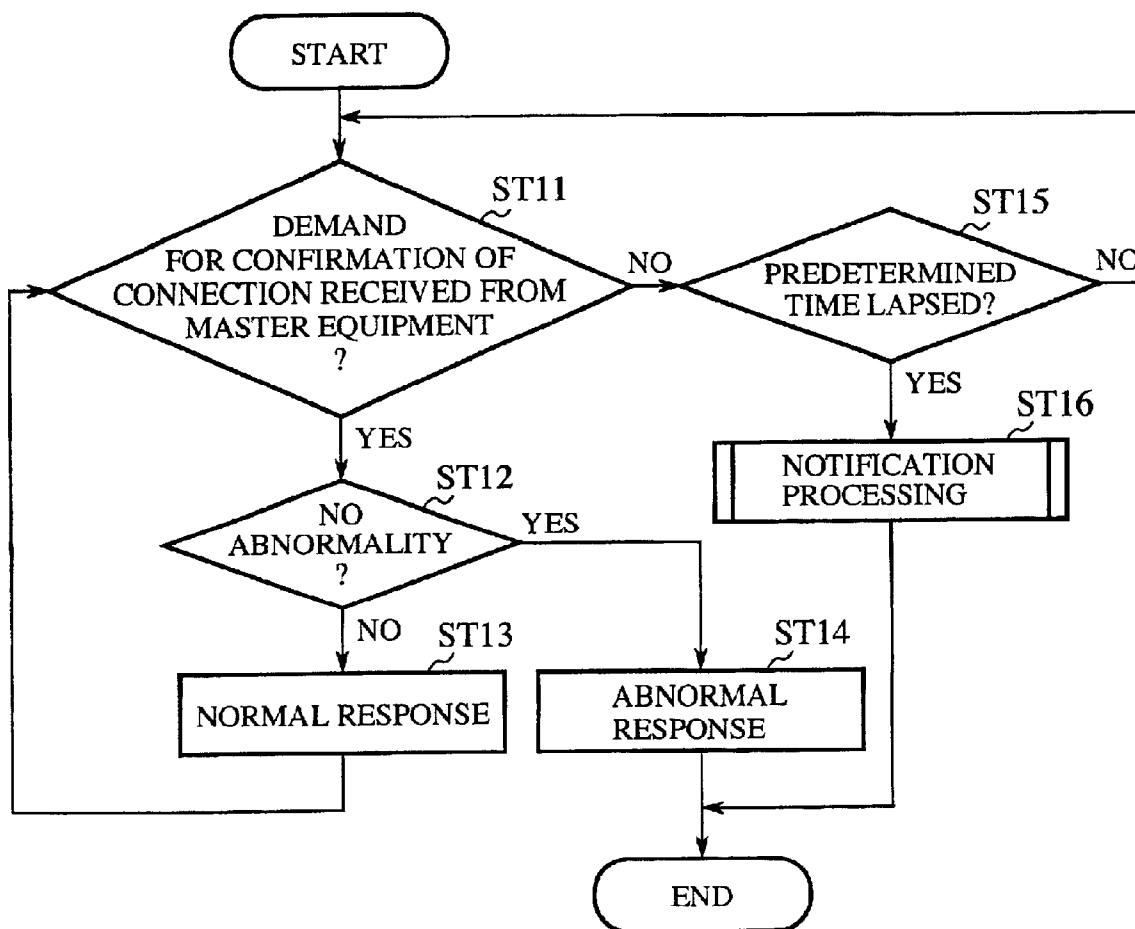 START
ST11
DEMAND
FOR CONFIRMATION OF
CONNECTION RECEIVED FROM
MASTER EQUIPMENT
?
NO
ST15
PREDETERMINED
TIME LAPSED?
NO
YES
YES
ST16
NOTIFICATION
PROCESSING
ST12
NO
ABNORMALITY
?
YES
NO
ST13
NORMAL RESPONSE
ST14
ABNORMAL
RESPONSE
END